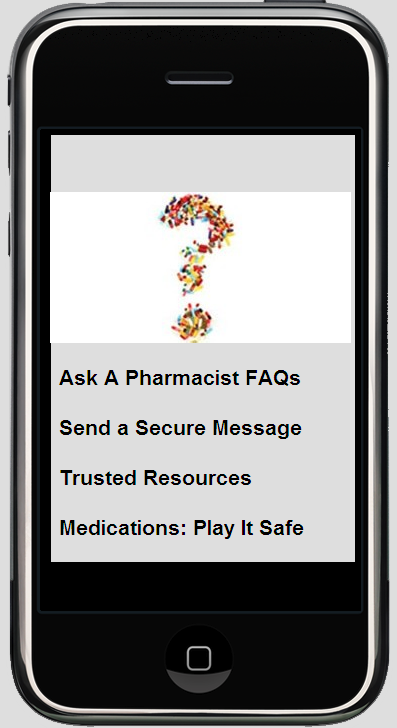 Ask A Pharmacist FAQs
Send a Secure Message
Trusted Resources
Medications: Play It Safe